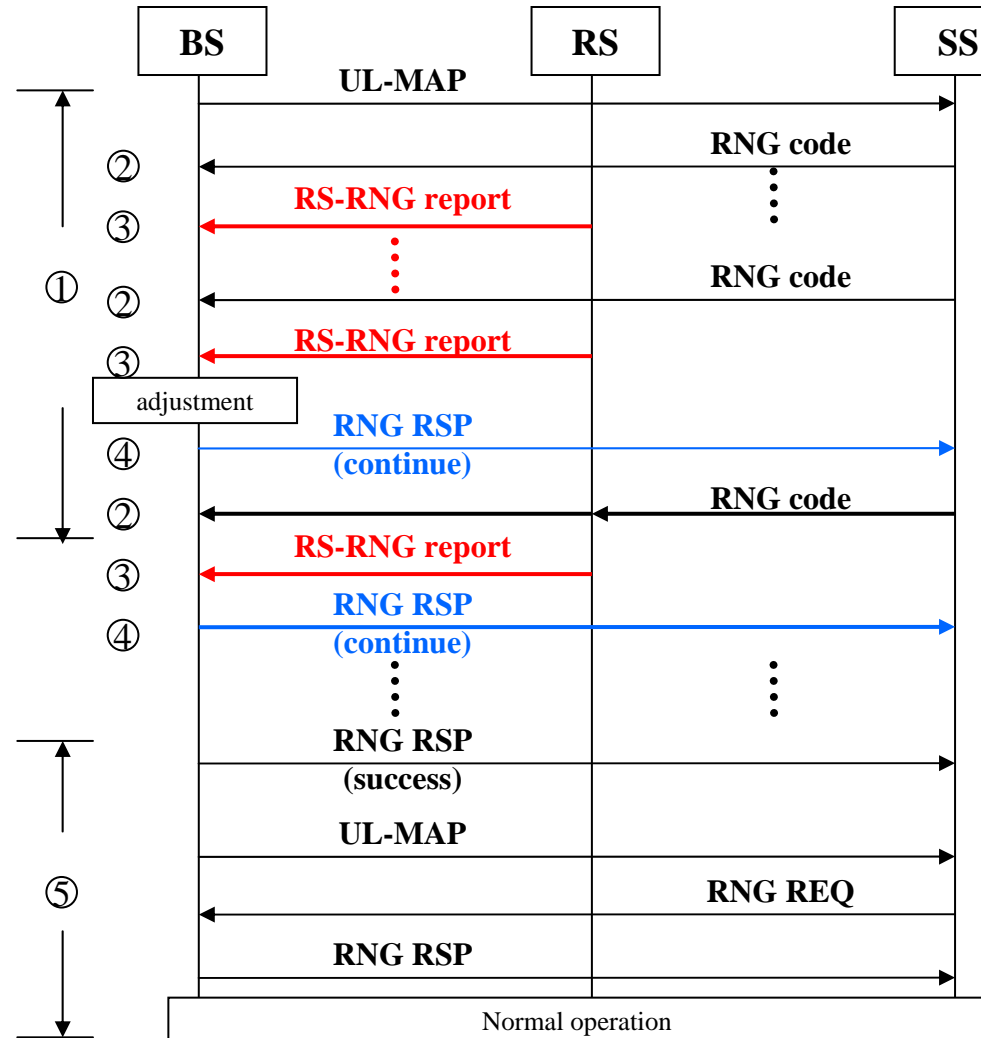 BS RS SS
UL-MAP
RNG code
②
RS-RNG report
③
①
RNG code
②
RS-RNG report
③
adjustment
RNG RSP
④
(continue)
RNG code
②
RS-RNG report
③
RNG RSP
④
(continue)
RNG RSP
(success)
UL-MAP
⑤
RNG REQ
RNG RSP
Normal operation